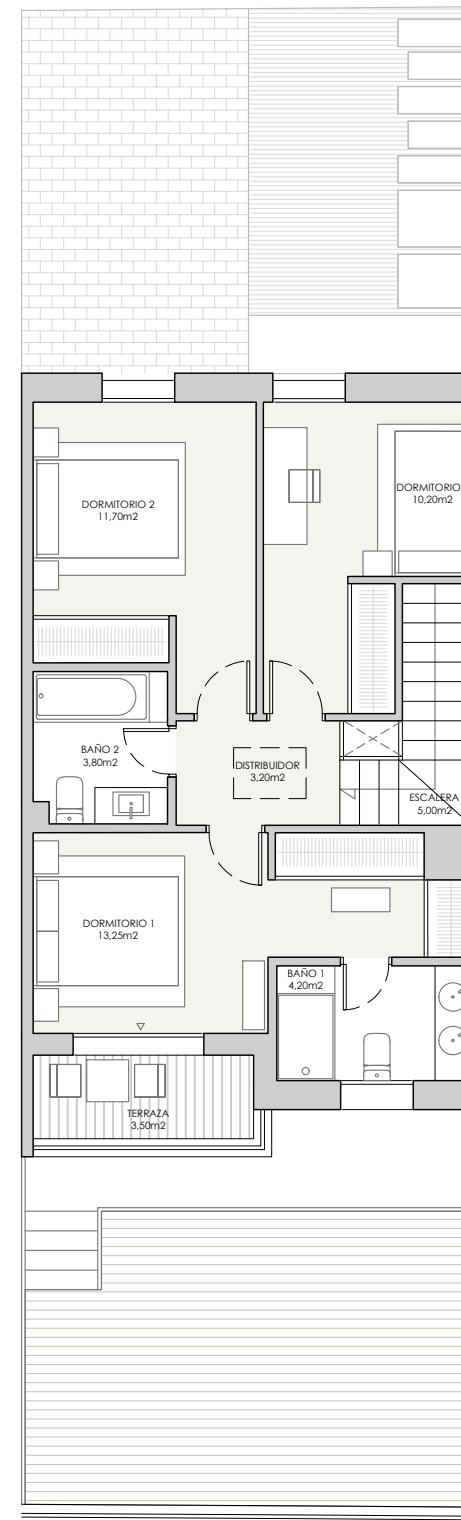 DORMITORIO 2
11,70m2
DORMITORIO
10,20m2
BAÑO 2
3,80m2
DISTRIBUIDOR
3,20m2
ESCALERA
5,00m2
DORMITORIO 1
13,25m2
BAÑO 1
4,20m2
TERRAZA
3,50m2